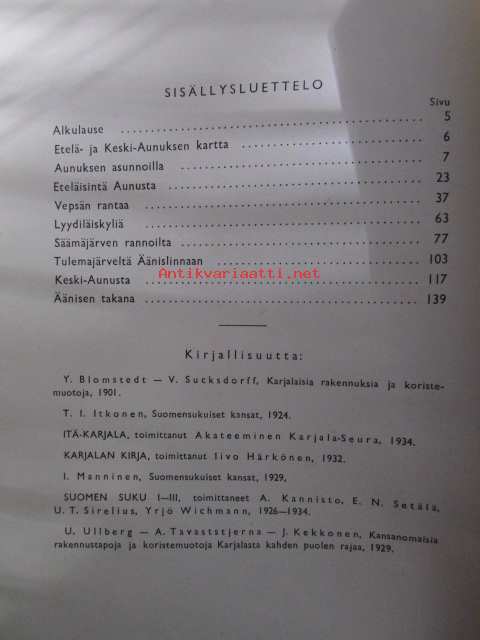 SISÄLLYSLUETTELO
Sivu
Alkulause ........ 5
Etelä- ja Keski-Aunuksen kartta ........ 6
Aunuksen asunnoilla ........ 7
Eteläisintä Aunusta ........ 23
Vepsän rantaa ........ 37
Lyydiläiskyliä ........ 63
Säämäjärven rannoilta ........ 77
Tulemajärveltä Äänislinnaan ........ 103
Antikvariaatti.net
Keski-Aunusta ........ 117
Äänisen takana ........ 139
Kirjallisuutta:
Y. Blomstedt — V. Sucksdorff, Karjalaisia rakennuksia ja koriste-
muotoja, 1901.
T. I. Itkonen, Suomensukuiset kansat, 1924.
ITÄ-KARJALA, toimittanut Akateeminen Karjala-Seura, 1934.
KARJALAN KIRJA, toimittanut Iivo Härkönen, 1932.
I. Manninen, Suomensukuiset kansat, 1929,
SUOMEN SUKU I—III, toimittaneet A. Kannisto, E. N. Setälä,
U. T. Sirelius, Yrjö Wichmann, 1926—1934.
U. Ullberg — A. Tavaststjerna — J. Kekkonen, Kansanomaisia
rakennustapoja ja koristemuotoja Karjalasta kahden puolen rajaa, 1929.